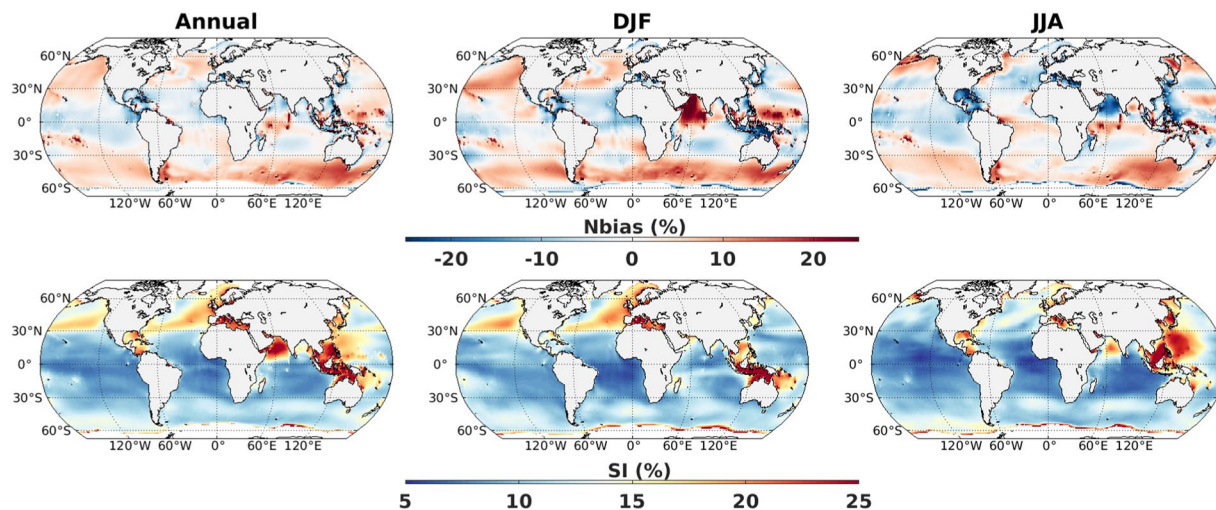 Annual DJF JJA
60°N 60°N 60°N
30°N 30°N 30°N
0° 0° 0°
30°S 30°S 30°S
60°S 60°S 60°S
120°W 60°W 0° 60°E 120°E 120°W 60°W 0° 60°E 120°E 120°W 60°W 0° 60°E 120°E
Nbias (%)
-20 -10 0 10 20
60°N 60°N 60°N
30°N 30°N 30°N
0° 0° 0°
30°S 30°S 30°S
60°S 60°S 60°S
120°W 60°W 0° 60°E 120°E 120°W 60°W 0° 60°E 120°E 120°W 60°W 0° 60°E 120°E
SI (%)
5 10 15 20 25